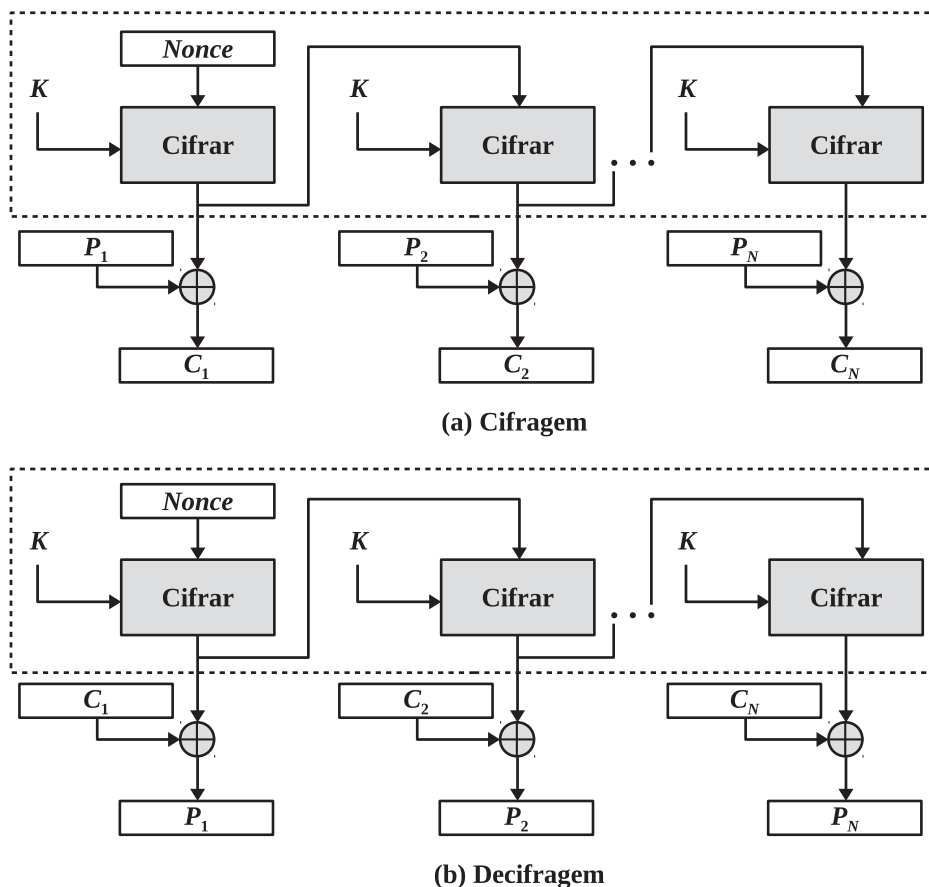 Nonce
K K K
Cifrar Cifrar . . . Cifrar
P1 P2 PN
C1 C2 CN
(a) Cifragem
Nonce
K K K
Cifrar Cifrar . . . Cifrar
C1 C2 CN
P1 P2 PN
(b) Decifragem